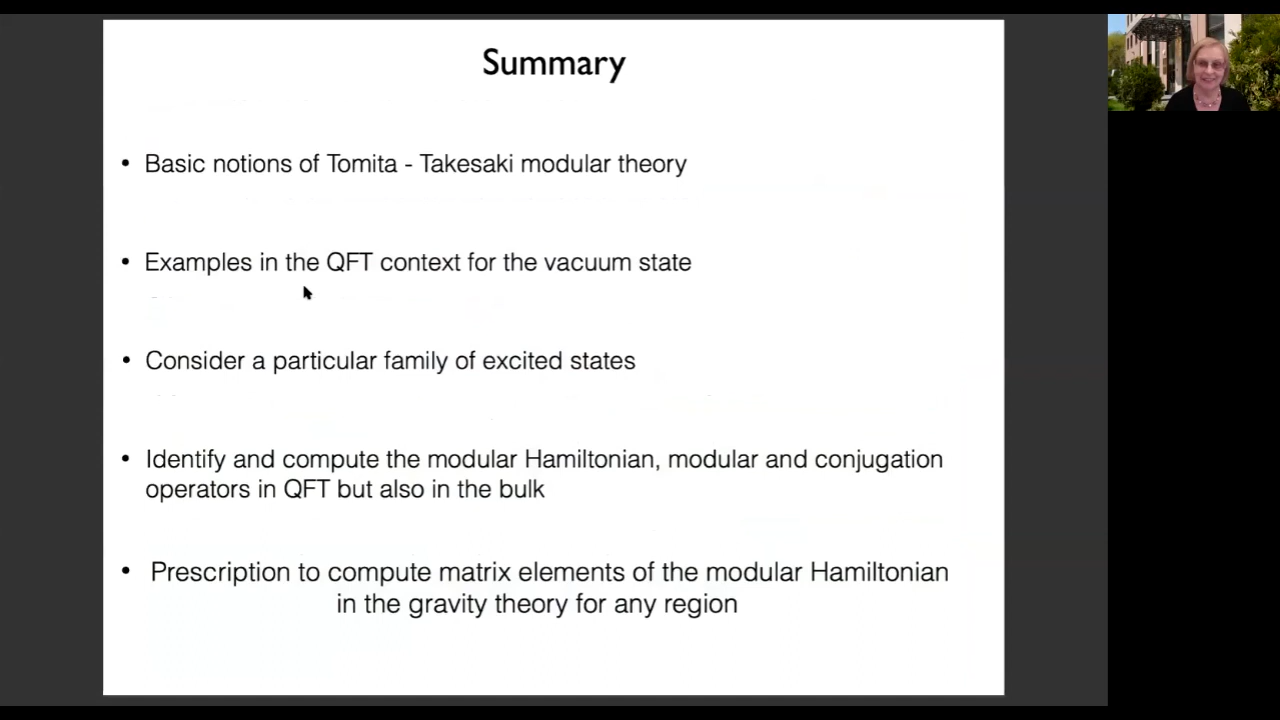 Summary
• Basic notions of Tomita - Takesaki modular theory
• Examples in the QFT context for the vacuum state
• Consider a particular family of excited states
• Identify and compute the modular Hamiltonian, modular and conjugation
operators in QFT but also in the bulk
• Prescription to compute matrix elements of the modular Hamiltonian
in the gravity theory for any region